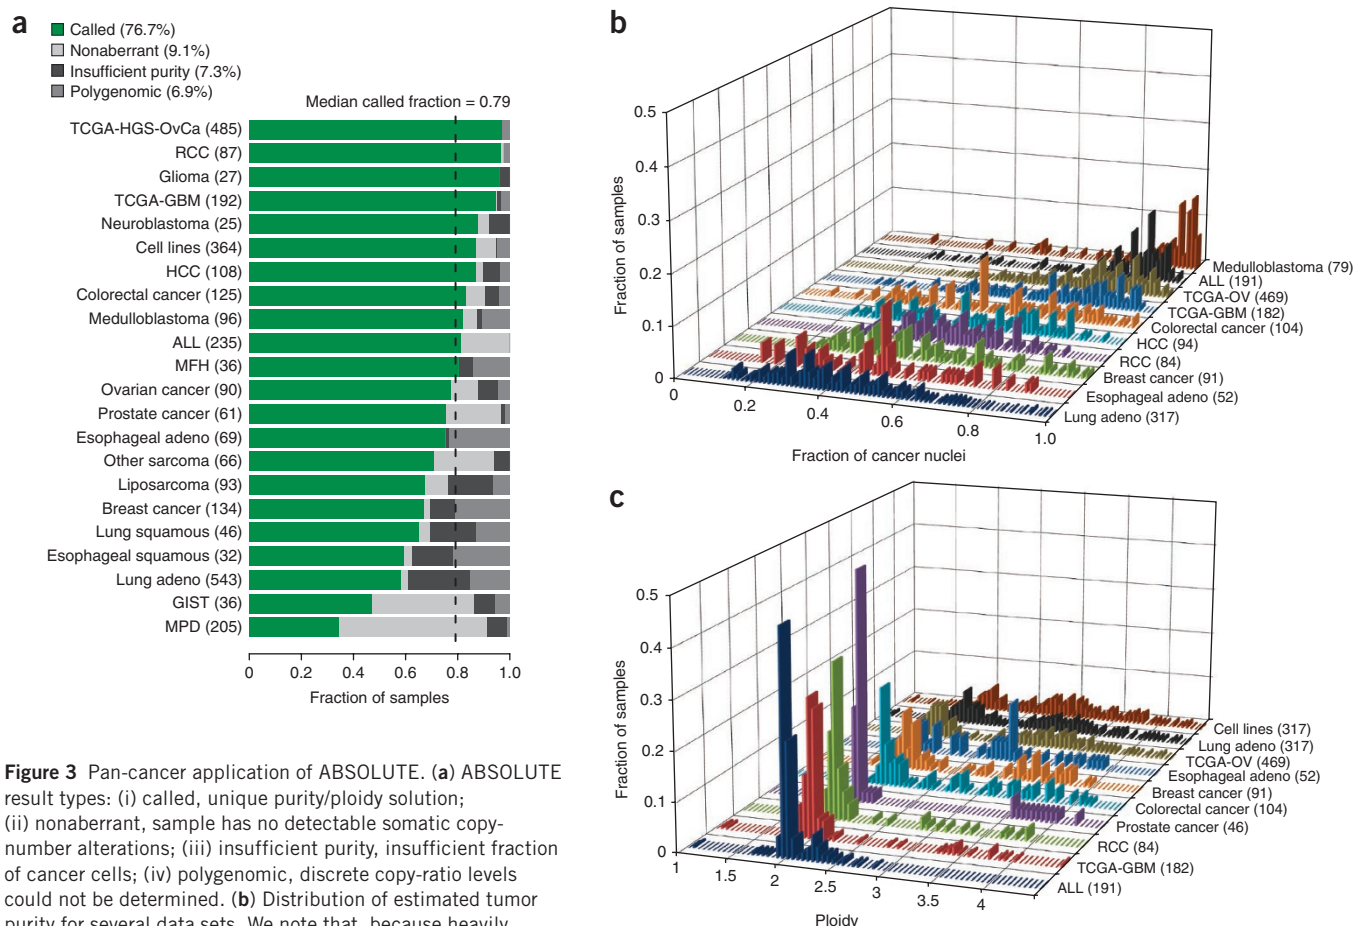 a
Called (76.7%)
Nonaberrant (9.1%)
Insufficient purity (7.3%)
Polygenomic (6.9%)
Median called fraction = 0.79
TCGA-HGS-OvCa (485)
RCC (87)
Glioma (27)
TCGA-GBM (192)
Neuroblastoma (25)
Cell lines (364)
HCC (108)
Colorectal cancer (125)
Medulloblastoma (96)
ALL (235)
MFH (36)
Ovarian cancer (90)
Prostate cancer (61)
Esophageal adeno (69)
Other sarcoma (66)
Liposarcoma (93)
Breast cancer (134)
Lung squamous (46)
Esophageal squamous (32)
Lung adeno (543)
GIST (36)
MPD (205)
0 0.2 0.4 0.6 0.8 1.0
Fraction of samples
Figure 3 Pan-cancer application of ABSOLUTE. (a) ABSOLUTE
result types: (i) called, unique purity/ploidy solution;
(ii) nonaberrant, sample has no detectable somatic copy-
number alterations; (iii) insufficient purity, insufficient fraction
of cancer cells; (iv) polygenomic, discrete copy-ratio levels
could not be determined. (b) Distribution of estimated tumor
purity for several data sets. We note that, because heavily
b
0.5
0.4
0.3
0.2
0.1
0
Fraction of samples
0 0.2 0.4 0.6 0.8 1.0
Fraction of cancer nuclei
Medulloblastoma (79)
ALL (191)
TCGA-OV (469)
TCGA-GBM (182)
Colorectal cancer (104)
HCC (94)
RCC (84)
Breast cancer (91)
Esophageal adeno (52)
Lung adeno (317)
c
0.5
0.4
0.3
0.2
0.1
0
Fraction of samples
1 1.5 2 2.5 3 3.5 4
Ploidy
Cell lines (317)
Lung adeno (317)
TCGA-OV (469)
Esophageal adeno (52)
Breast cancer (91)
Colorectal cancer (104)
Prostate cancer (46)
RCC (84)
TCGA-GBM (182)
ALL (191)